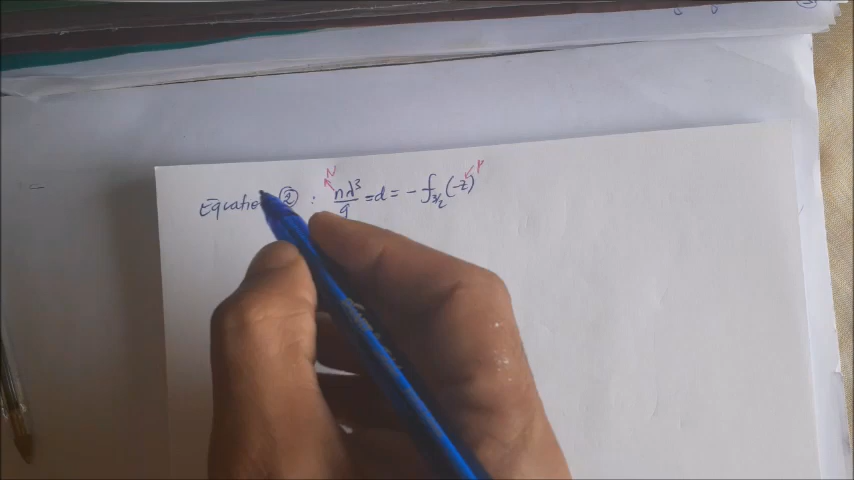 Equation ② : nλ³/g = d = - f₃/₂(-z)
N
μ